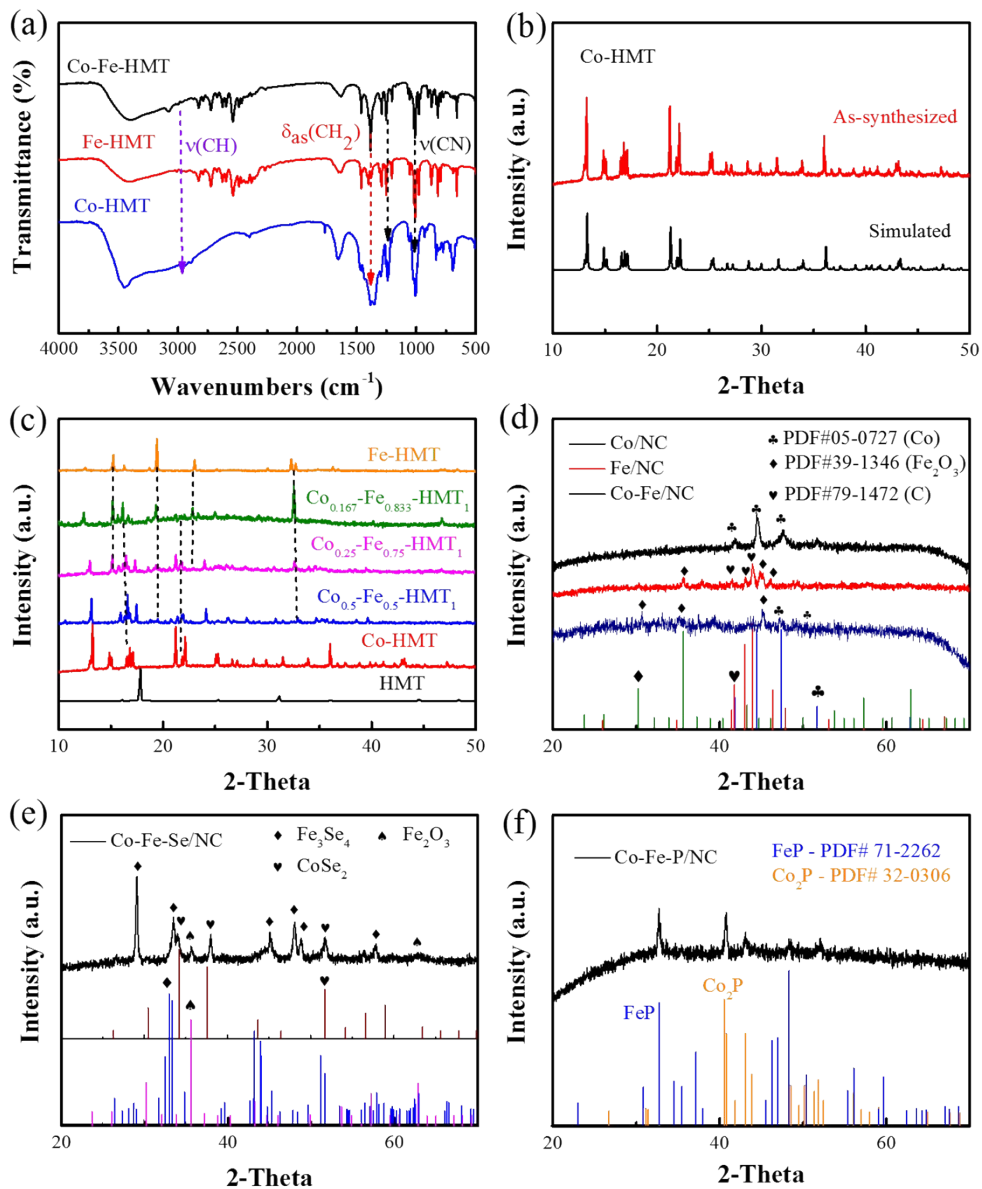 (a)
Co-Fe-HMT
Fe-HMT
ν(CH)
δas(CH2)
ν(CN)
Co-HMT
Transmittance (%)
4000 3500 3000 2500 2000 1500 1000 500
Wavenumbers (cm-1)
(b)
Co-HMT
As-synthesized
Simulated
Intensity (a.u.)
10 20 30 40 50
2-Theta
(c)
Fe-HMT
Co0.167-Fe0.833-HMT1
Co0.25-Fe0.75-HMT1
Co0.5-Fe0.5-HMT1
Co-HMT
HMT
Intensity (a.u.)
10 20 30 40 50
2-Theta
(d)
Co/NC
Fe/NC
Co-Fe/NC
♣ PDF#05-0727 (Co)
♦ PDF#39-1346 (Fe2O3)
♥ PDF#79-1472 (C)
Intensity (a.u.)
20 40 60
2-Theta
(e)
Co-Fe-Se/NC
♦ Fe3Se4
♠ Fe2O3
♥ CoSe2
Intensity (a.u.)
20 40 60
2-Theta
(f)
Co-Fe-P/NC
FeP - PDF# 71-2262
Co2P - PDF# 32-0306
Co2P
FeP
Intensity (a.u.)
20 40 60
2-Theta